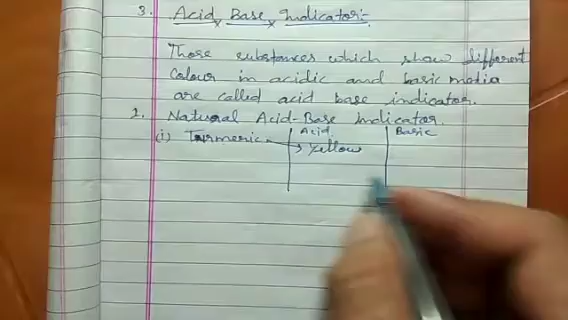 3. Acid, Base Indicator:-
Those substances which show different
colour in acidic and basic media
are called acid base indicator.
1. Natural Acid-Base Indicator.
Acid Basic
(i) Turmeric → Yellow